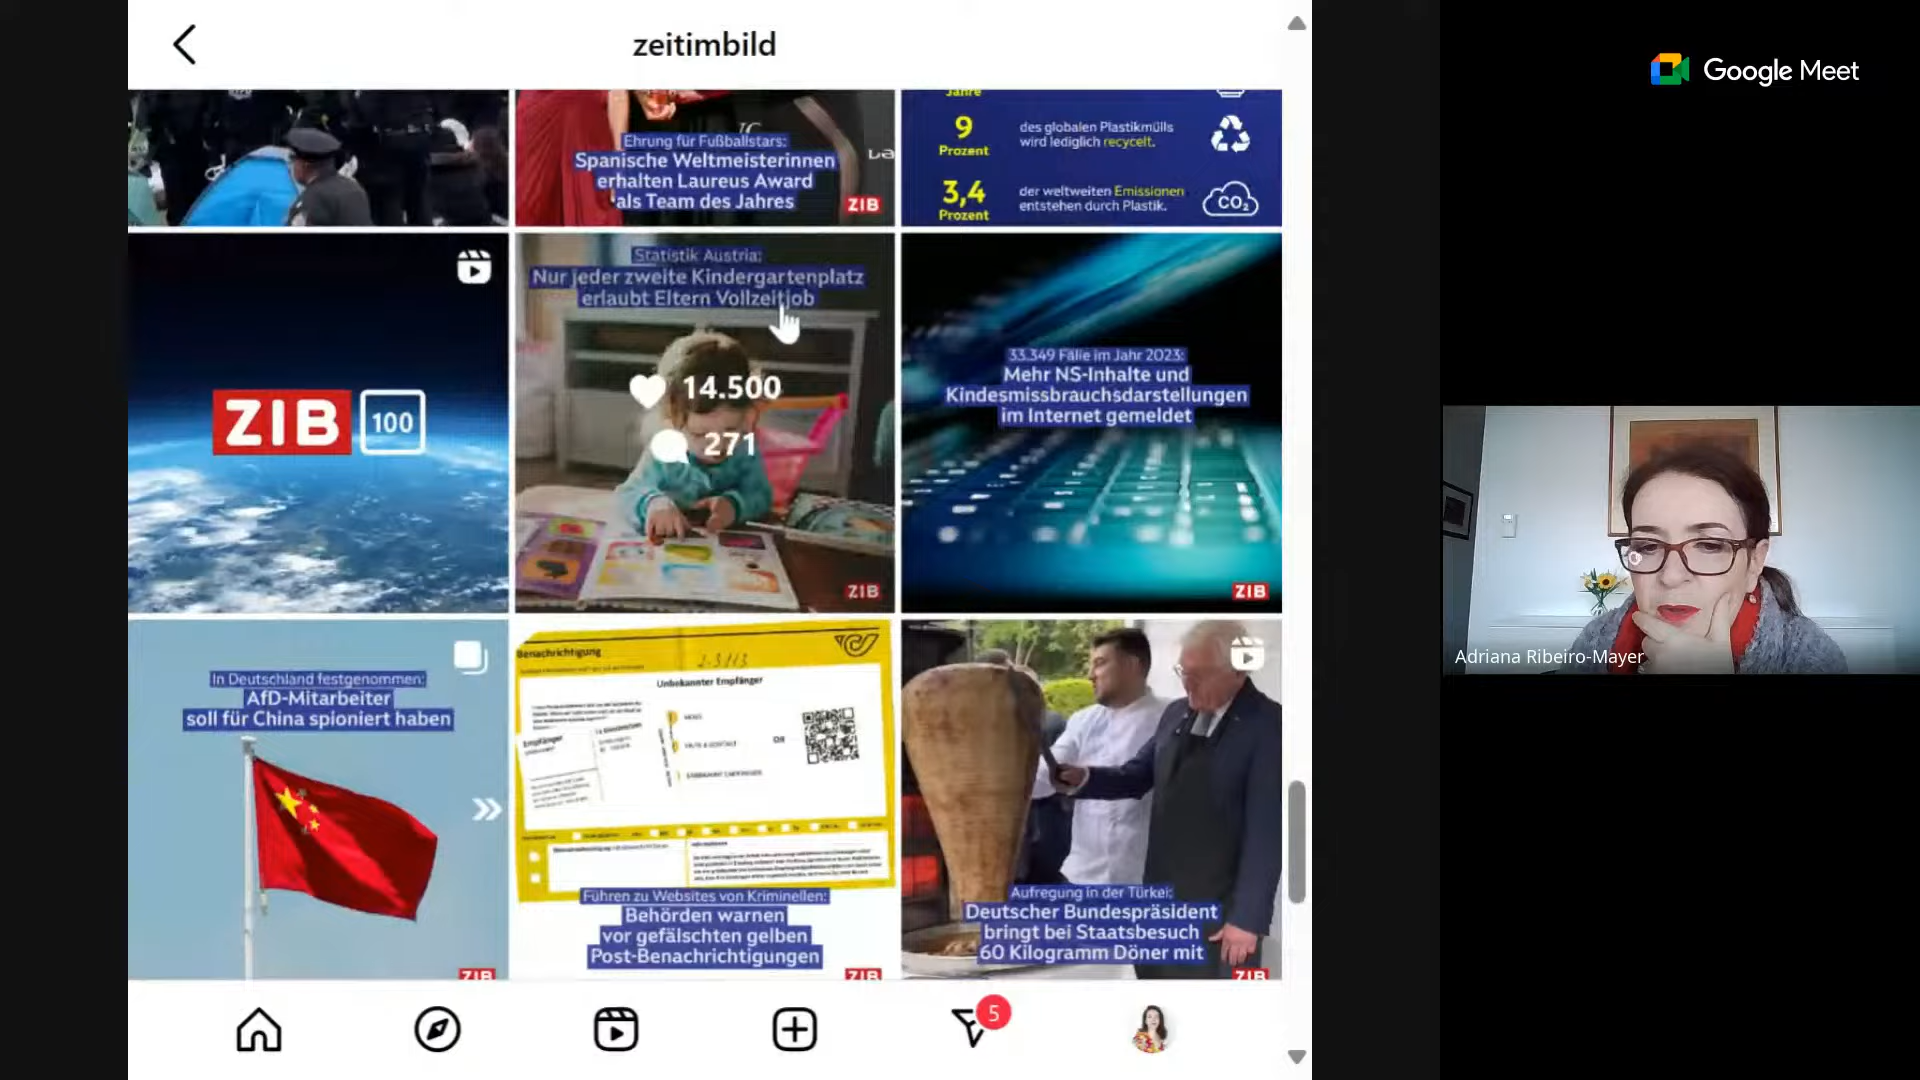 zeitimbild
Google Meet
Ehrung für Fußballstars:
Spanische Weltmeisterinnen
erhalten Laureus Award
als Team des Jahres
ZIB
Jahre
9
Prozent
des globalen Plastikmülls
wird lediglich recycelt.
3,4
Prozent
der weltweiten Emissionen
entstehen durch Plastik.
CO₂
ZIB 100
Statistik Austria:
Nur jeder zweite Kindergartenplatz
erlaubt Eltern Vollzeitjob
14.500
271
ZIB
33.349 Fälle im Jahr 2023:
Mehr NS-Inhalte und
Kindesmissbrauchsdarstellungen
im Internet gemeldet
ZIB
Adriana Ribeiro-Mayer
In Deutschland festgenommen:
AfD-Mitarbeiter
soll für China spioniert haben
ZIB
Benachrichtigung
Unbekannter Empfänger
Empfänger
Führen zu Websites von Kriminellen:
Behörden warnen
vor gefälschten gelben
Post-Benachrichtigungen
ZIB
Aufregung in der Türkei:
Deutscher Bundespräsident
bringt bei Staatsbesuch
60 Kilogramm Döner mit
ZIB
5